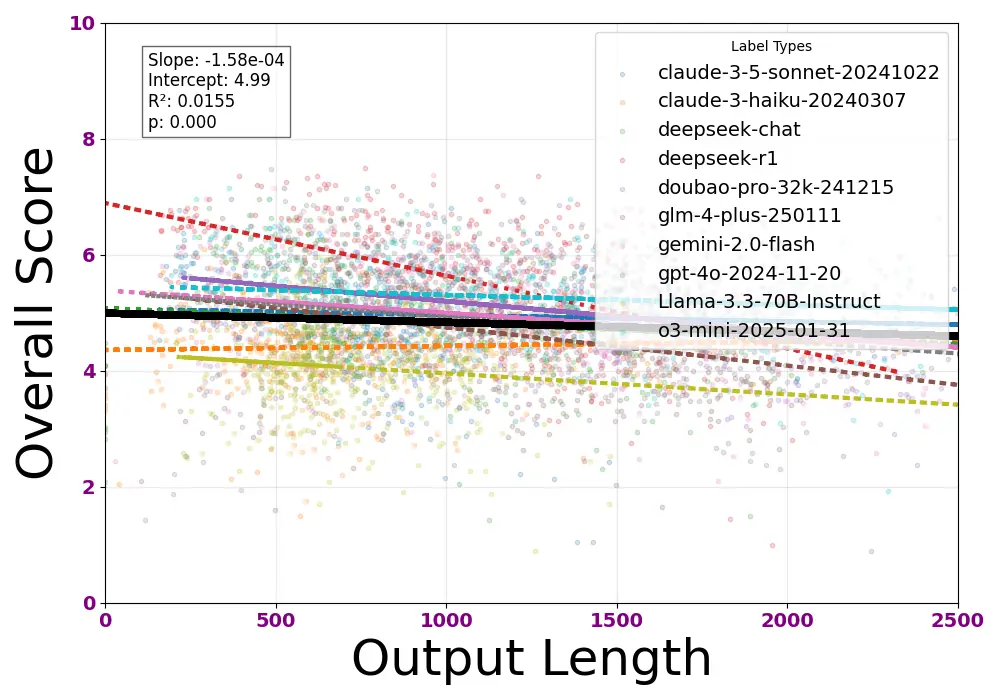 Slope: -1.58e-04
Intercept: 4.99
R²: 0.0155
p: 0.000
Label Types
claude-3-5-sonnet-20241022
claude-3-haiku-20240307
deepseek-chat
deepseek-r1
doubao-pro-32k-241215
glm-4-plus-250111
gemini-2.0-flash
gpt-4o-2024-11-20
Llama-3.3-70B-Instruct
o3-mini-2025-01-31
Overall Score
10
8
6
4
2
0
0 500 1000 1500 2000 2500
Output Length